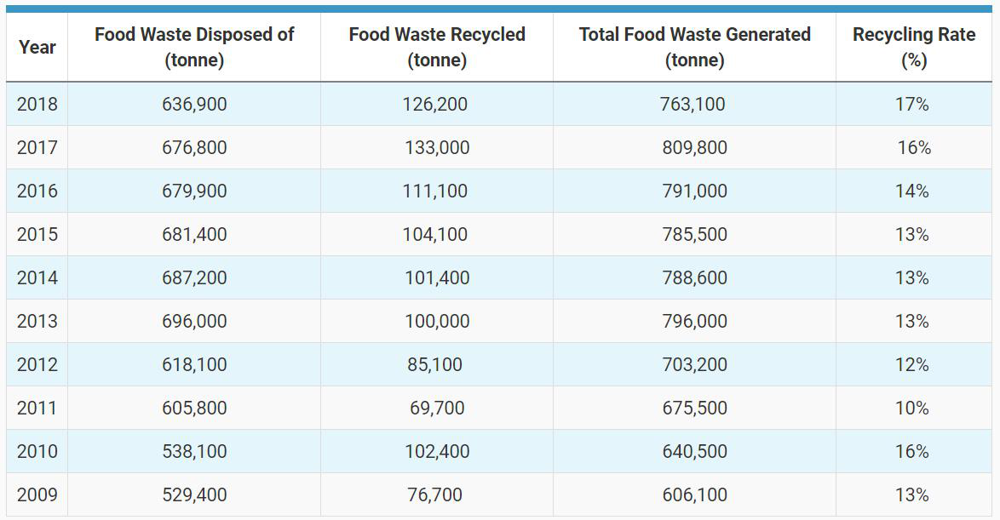 Year Food Waste Disposed of (tonne) Food Waste Recycled (tonne) Total Food Waste Generated (tonne) Recycling Rate (%)
2018 636,900 126,200 763,100 17%
2017 676,800 133,000 809,800 16%
2016 679,900 111,100 791,000 14%
2015 681,400 104,100 785,500 13%
2014 687,200 101,400 788,600 13%
2013 696,000 100,000 796,000 13%
2012 618,100 85,100 703,200 12%
2011 605,800 69,700 675,500 10%
2010 538,100 102,400 640,500 16%
2009 529,400 76,700 606,100 13%